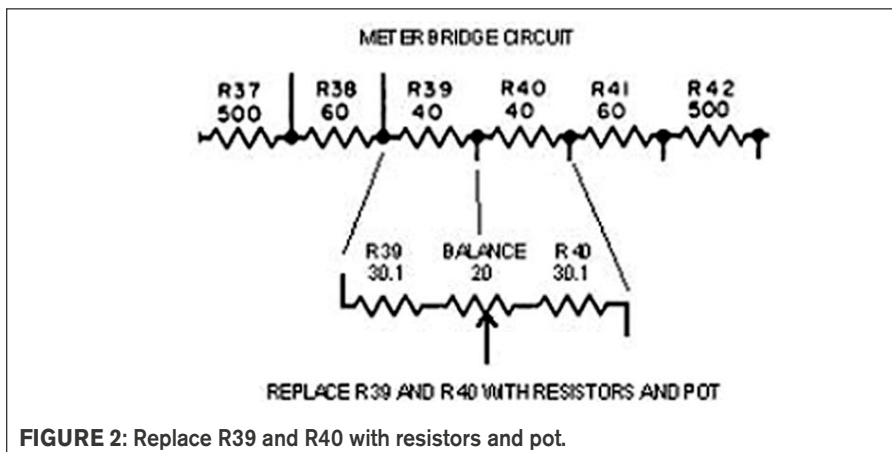 METER BRIDGE CIRCUIT
R37 R38 R39 R40 R41 R42
500 60 40 40 60 500
R39 BALANCE R40
30.1 20 30.1
REPLACE R39 AND R40 WITH RESISTORS AND POT
FIGURE 2: Replace R39 and R40 with resistors and pot.